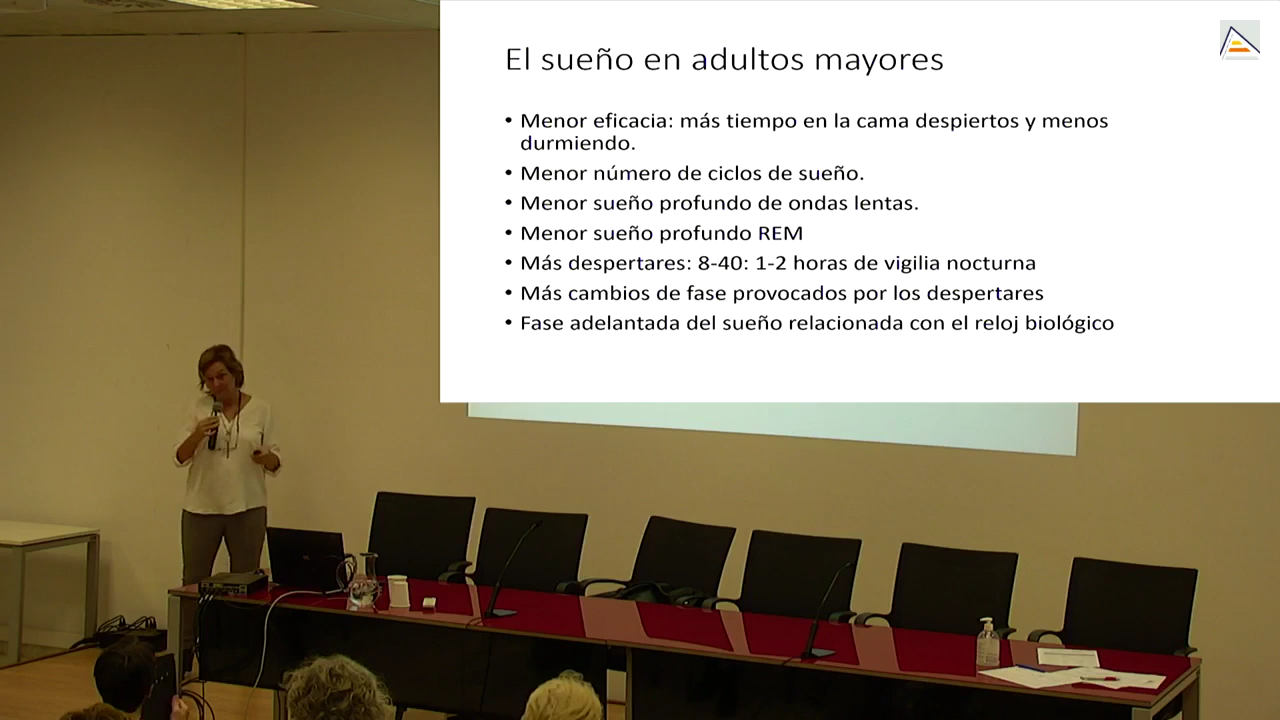 El sueño en adultos mayores
• Menor eficacia: más tiempo en la cama despiertos y menos
durmiendo.
• Menor número de ciclos de sueño.
• Menor sueño profundo de ondas lentas.
• Menor sueño profundo REM
• Más despertares: 8-40: 1-2 horas de vigilia nocturna
• Más cambios de fase provocados por los despertares
• Fase adelantada del sueño relacionada con el reloj biológico